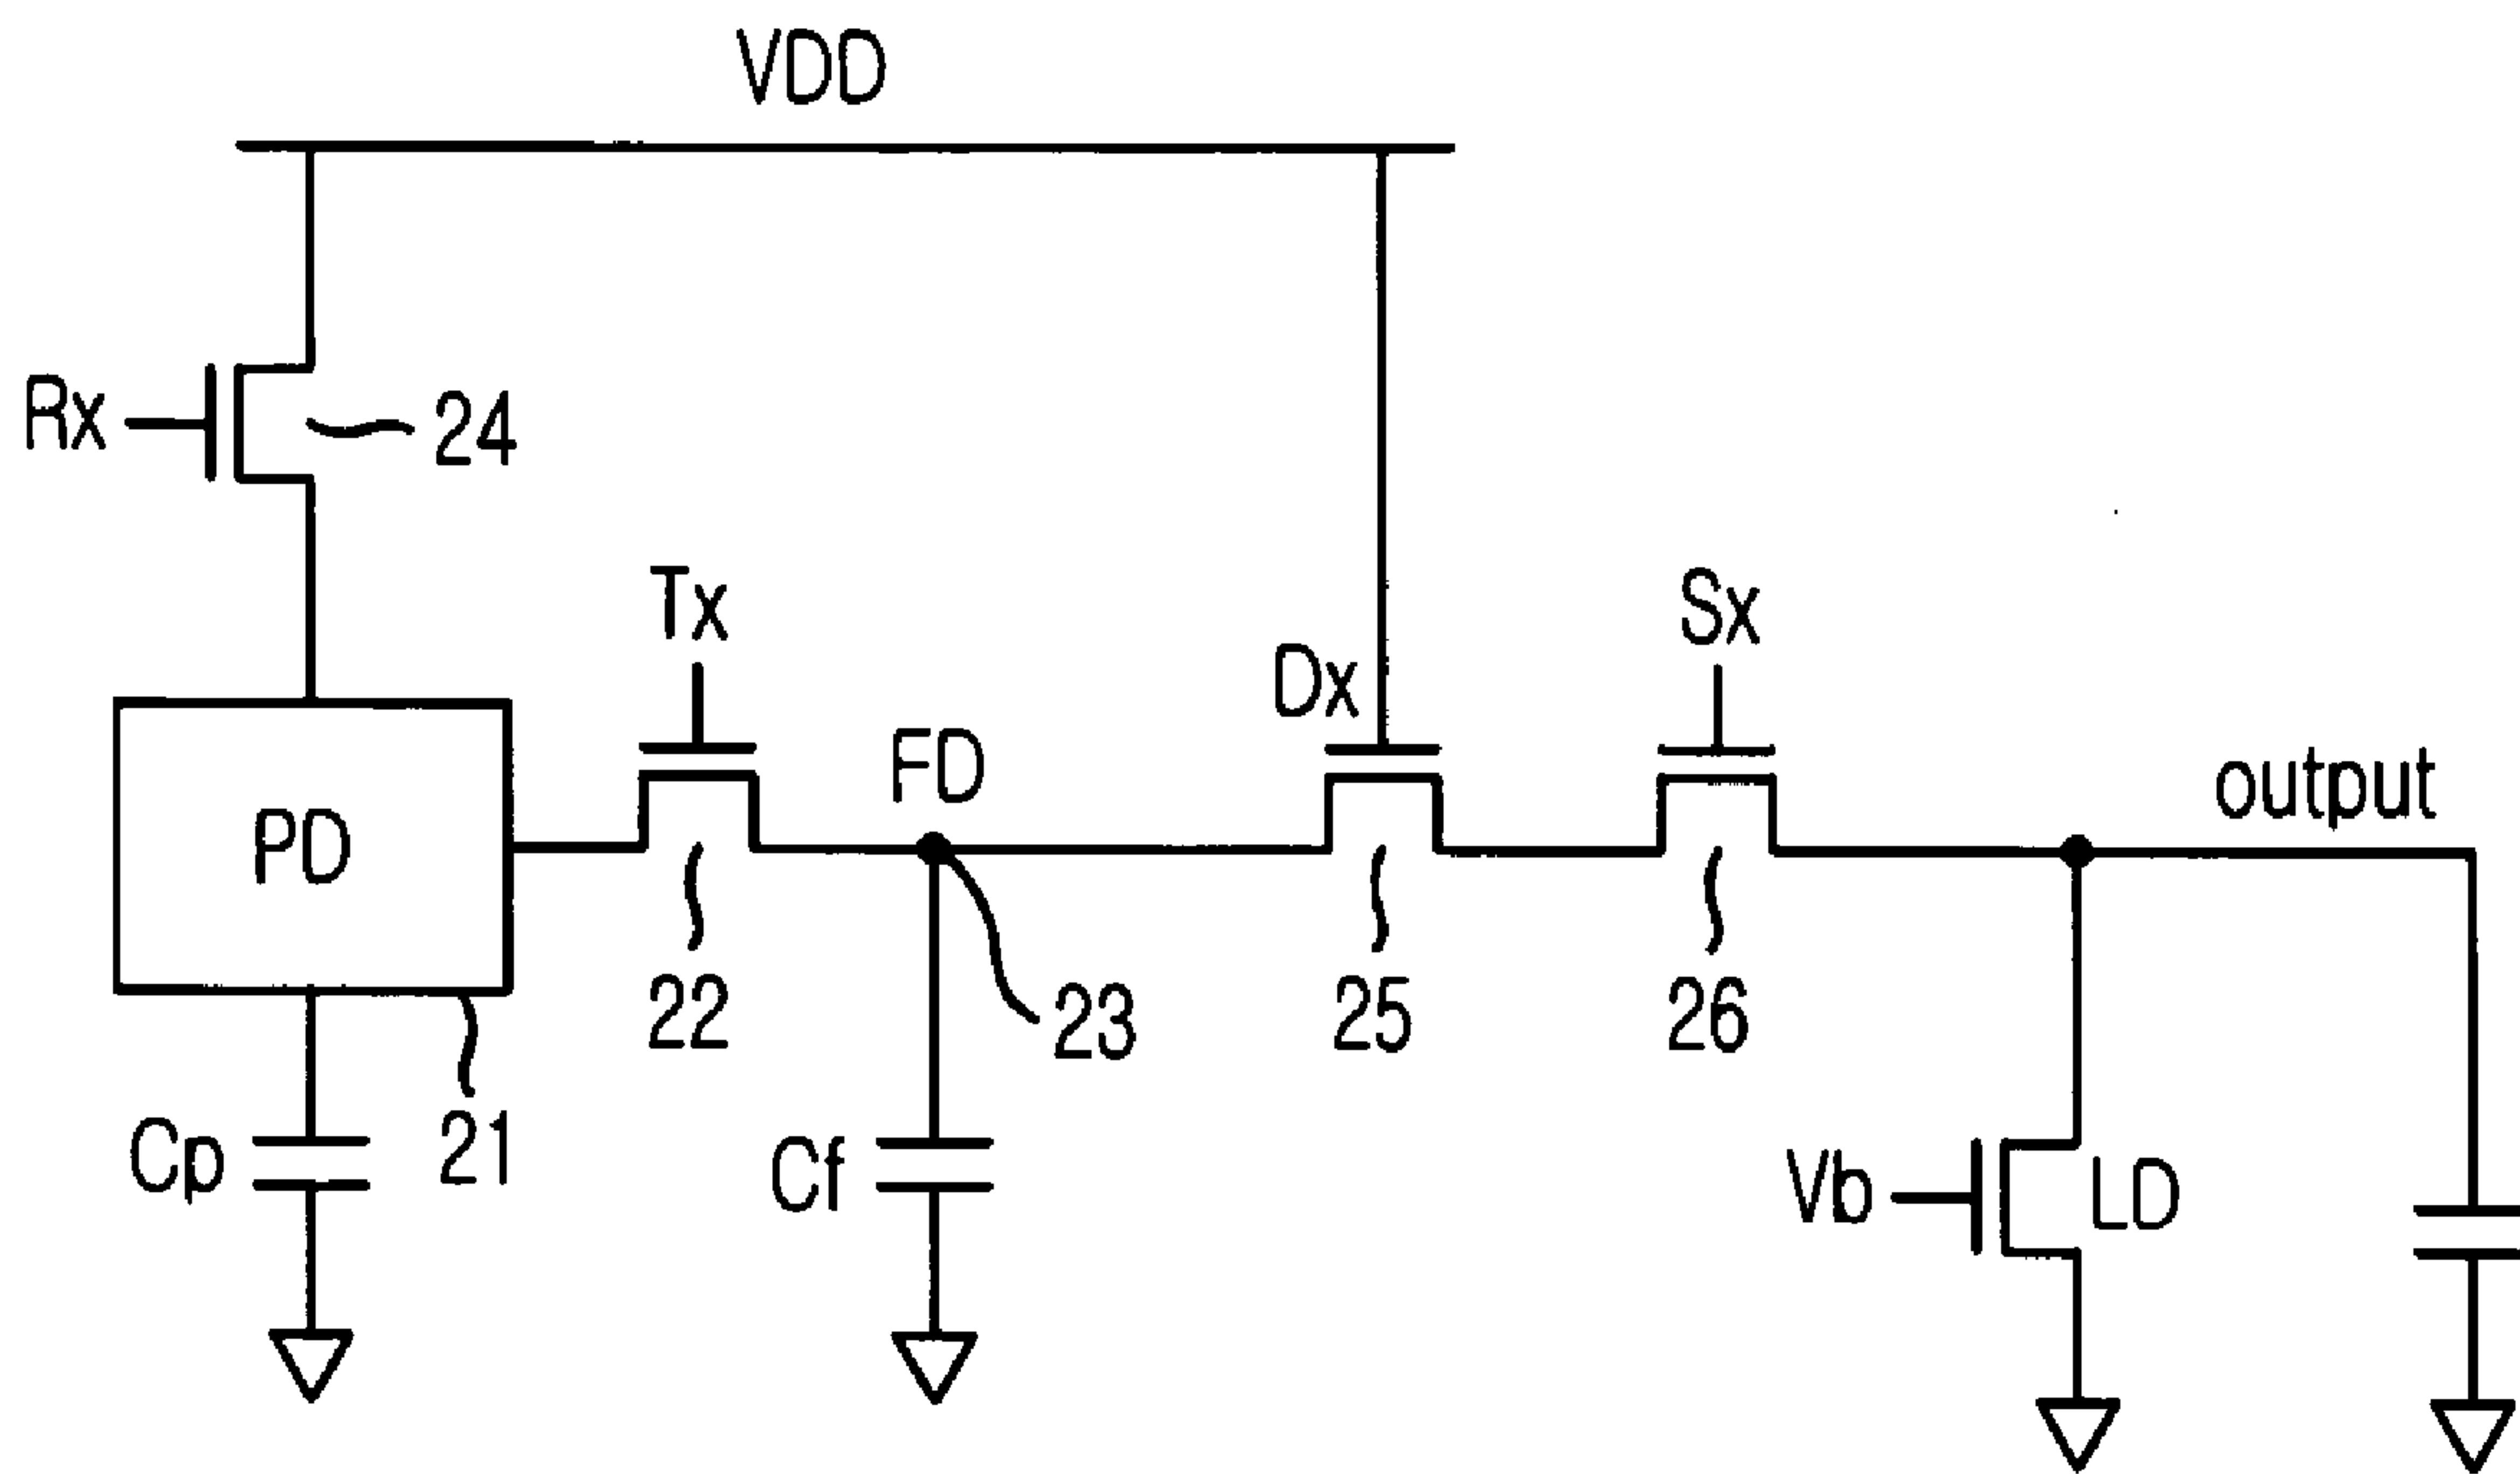 VDD
Rx
24
Tx
Sx
Dx
FD
output
PD
22
23
25
26
Cp
21
Cf
Vb
LD